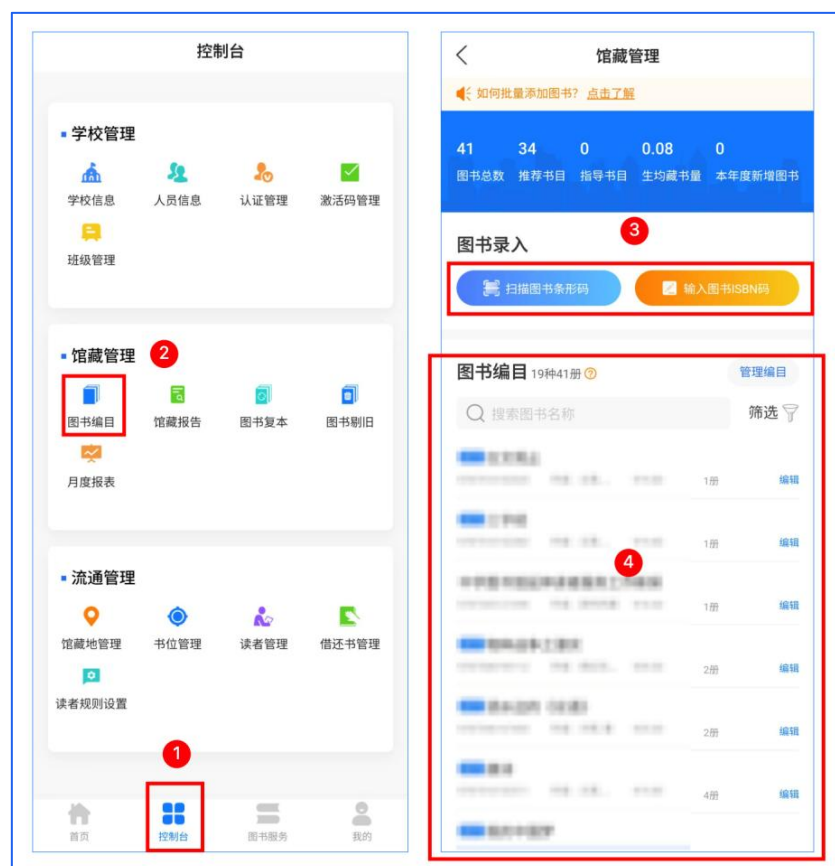 控制台
学校管理
学校信息 人员信息 认证管理 激活码管理
班级管理
馆藏管理 2
图书编目 馆藏报告 图书复本 图书剔旧
月度报表
流通管理
馆藏地管理 书位管理 读者管理 借还书管理
读者规则设置
1
首页 控制台 图书服务 我的
馆藏管理
如何批量添加图书? 点击了解
41 34 0 0.08 0
图书总数 推荐书目 指导书目 生均藏书量 本年度新增图书
3
图书录入
扫描图书条形码 输入图书ISBN码
图书编目 19种41册 管理编目
搜索图书名称 筛选
1册 编辑
1册 编辑
4
1册 编辑
2册 编辑
2册 编辑
4册 编辑